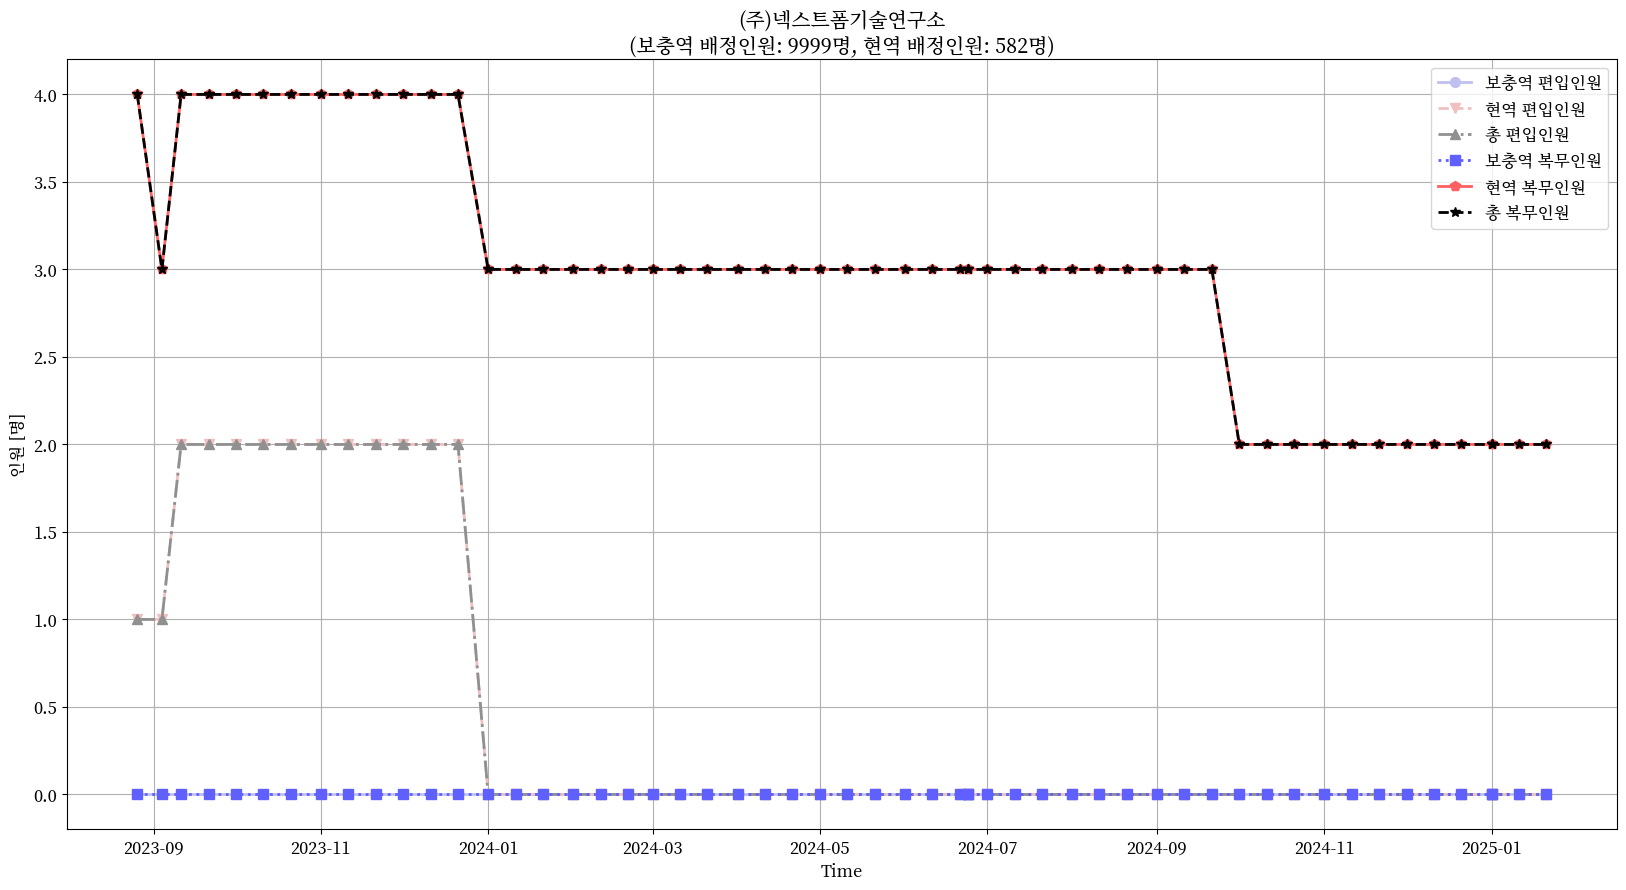 (주)넥스트폼기술연구소
(보충역 배정인원: 9999명, 현역 배정인원: 582명)
보충역 편입인원
현역 편입인원
총 편입인원
보충역 복무인원
현역 복무인원
총 복무인원
인원 [명]
4.0
3.5
3.0
2.5
2.0
1.5
1.0
0.5
0.0
2023-09 2023-11 2024-01 2024-03 2024-05 2024-07 2024-09 2024-11 2025-01
Time